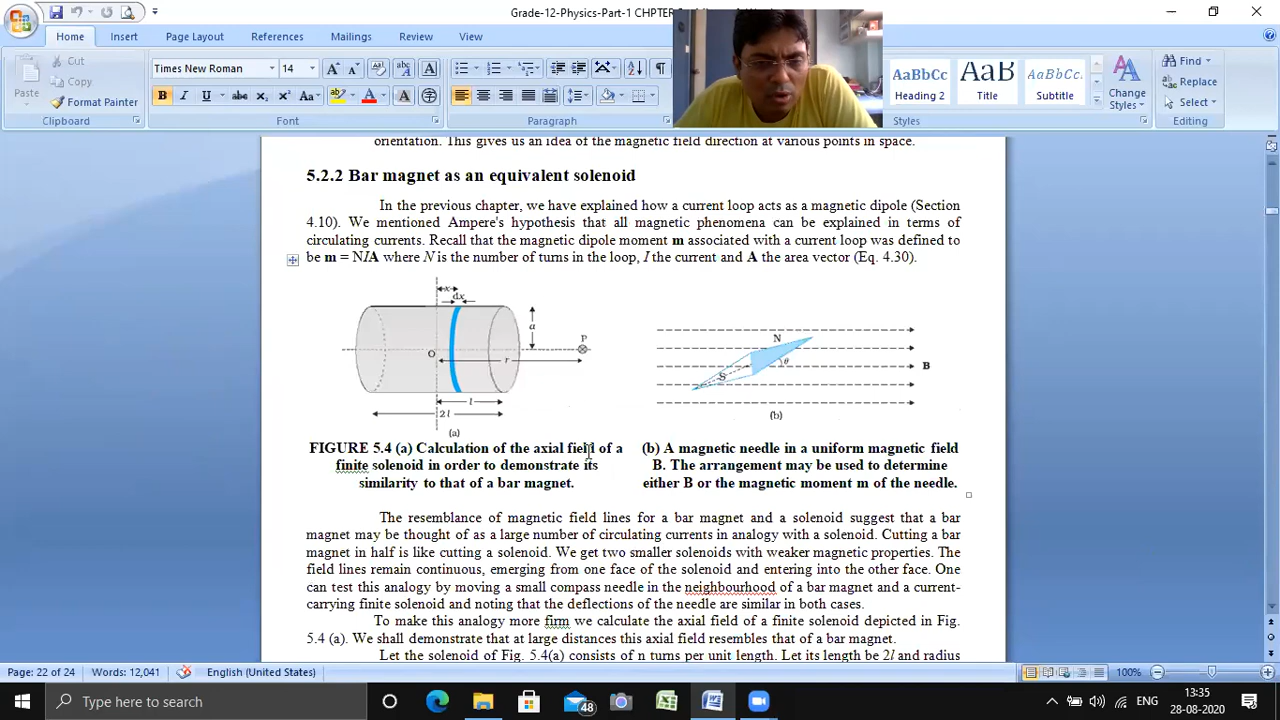 Grade-12-Physics-Part-1 CHPTER
Home Insert Page Layout References Mailings Review View
Cut
Copy
Paste
Format Painter
Clipboard
Times New Roman 14
Font
Paragraph
AaBbCc AaB AaBbCc
Heading 2 Title Subtitle
Change
Styles
Styles
Find
Replace
Select
Editing
orientation. This gives us an idea of the magnetic field direction at various points in space.
5.2.2 Bar magnet as an equivalent solenoid
In the previous chapter, we have explained how a current loop acts as a magnetic dipole (Section
4.10). We mentioned Ampere's hypothesis that all magnetic phenomena can be explained in terms of
circulating currents. Recall that the magnetic dipole moment m associated with a current loop was defined to
be m = NIA where N is the number of turns in the loop, I the current and A the area vector (Eq. 4.30).
x
dx
a
O
P
r
l
2l
(a)
N
S
θ
B
(b)
FIGURE 5.4 (a) Calculation of the axial field of a
finite solenoid in order to demonstrate its
similarity to that of a bar magnet.
(b) A magnetic needle in a uniform magnetic field
B. The arrangement may be used to determine
either B or the magnetic moment m of the needle.
The resemblance of magnetic field lines for a bar magnet and a solenoid suggest that a bar
magnet may be thought of as a large number of circulating currents in analogy with a solenoid. Cutting a bar
magnet in half is like cutting a solenoid. We get two smaller solenoids with weaker magnetic properties. The
field lines remain continuous, emerging from one face of the solenoid and entering into the other face. One
can test this analogy by moving a small compass needle in the neighbourhood of a bar magnet and a current-
carrying finite solenoid and noting that the deflections of the needle are similar in both cases.
To make this analogy more firm we calculate the axial field of a finite solenoid depicted in Fig.
5.4 (a). We shall demonstrate that at large distances this axial field resembles that of a bar magnet.
Let the solenoid of Fig. 5.4(a) consists of n turns per unit length. Let its length be 2l and radius
Page: 22 of 24 Words: 12,041 English (United States) 100%
Type here to search
48
ENG
13:35
28-08-2020